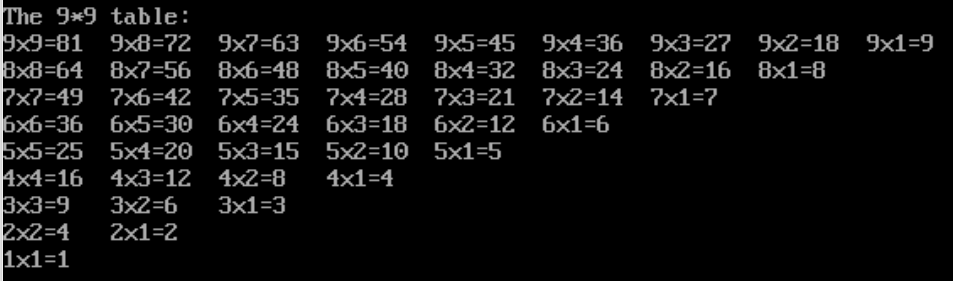 The 9*9 table:
9x9=81 9x8=72 9x7=63 9x6=54 9x5=45 9x4=36 9x3=27 9x2=18 9x1=9
8x8=64 8x7=56 8x6=48 8x5=40 8x4=32 8x3=24 8x2=16 8x1=8
7x7=49 7x6=42 7x5=35 7x4=28 7x3=21 7x2=14 7x1=7
6x6=36 6x5=30 6x4=24 6x3=18 6x2=12 6x1=6
5x5=25 5x4=20 5x3=15 5x2=10 5x1=5
4x4=16 4x3=12 4x2=8 4x1=4
3x3=9 3x2=6 3x1=3
2x2=4 2x1=2
1x1=1